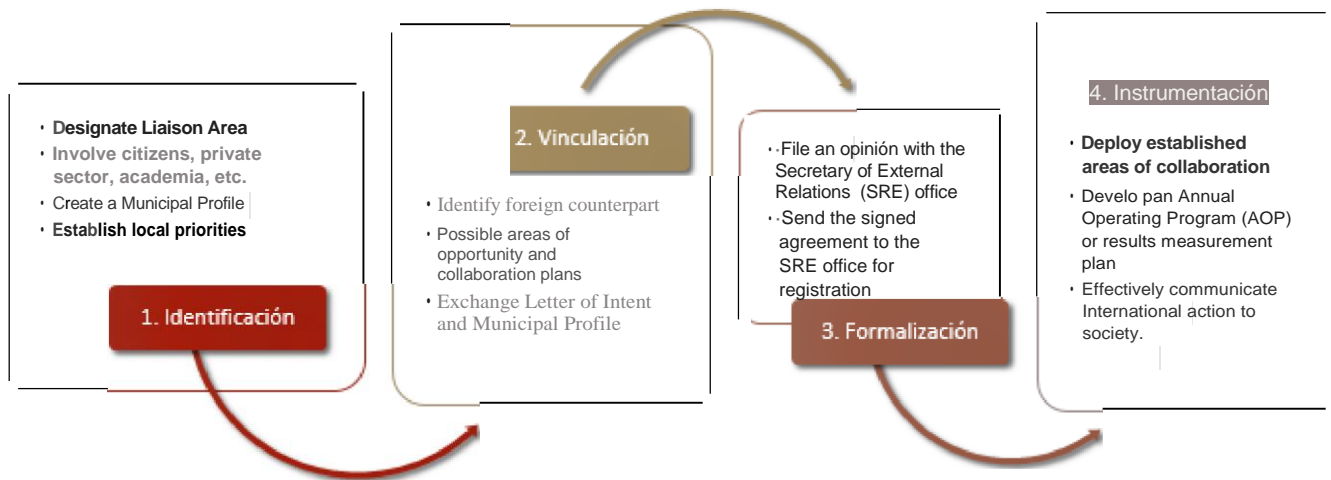 · Designate Liaison Area
· Involve citizens, private
sector, academia, etc.
· Create a Municipal Profile
· Establish local priorities
1. Identificación
2. Vinculación
· Identify foreign counterpart
· Possible areas of
opportunity and
collaboration plans
· Exchange Letter of Intent
and Municipal Profile
· ·File an opinión with the
Secretary of External
Relations (SRE) office
· ·Send the signed
agreement to the
SRE office for
registration
3. Formalización
4. Instrumentación
· Deploy established
areas of collaboration
· Develo pan Annual
Operating Program (AOP)
or results measurement
plan
· Effectively communicate
International action to
society.